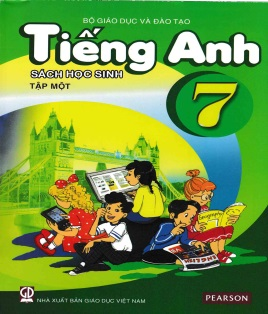 BỘ GIÁO DỤC VÀ ĐÀO TẠO
Tiếng Anh
SÁCH HỌC SINH
TẬP MỘT
7
NHÀ XUẤT BẢN GIÁO DỤC VIỆT NAM
PEARSON